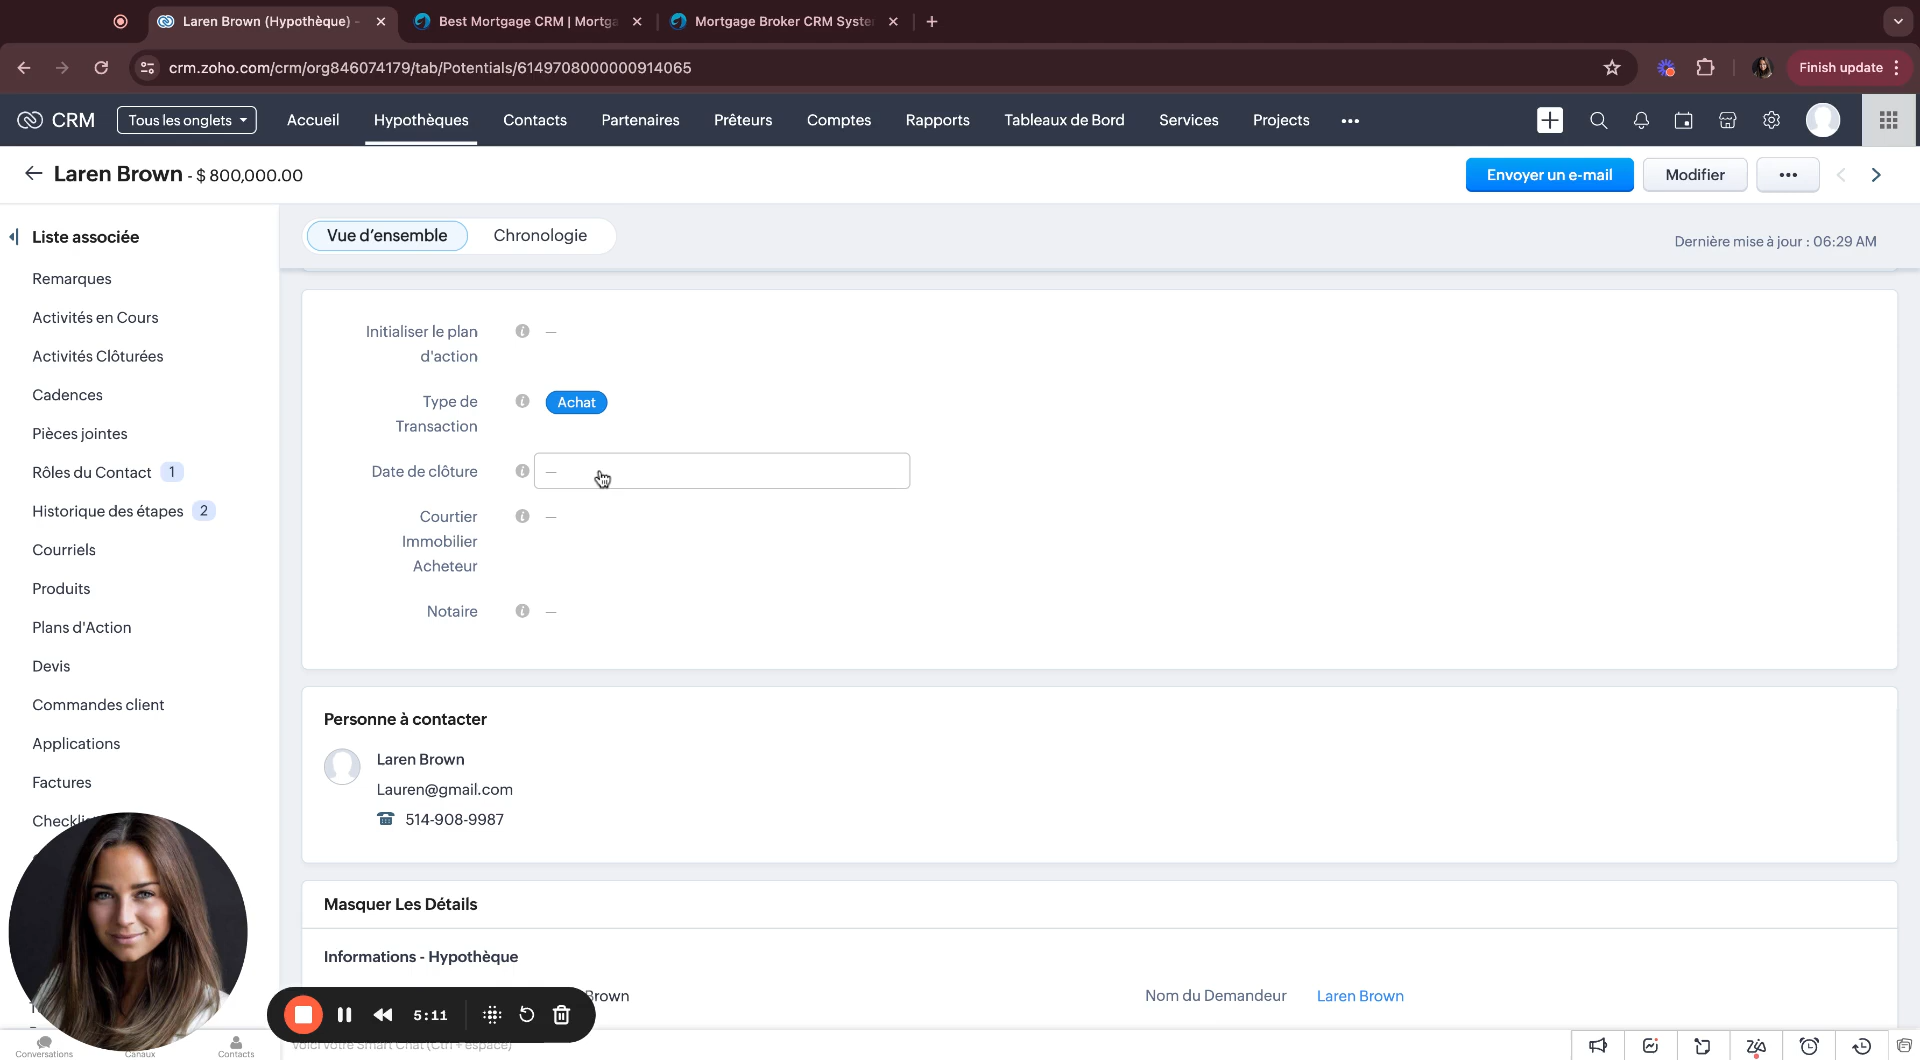 Laren Brown (Hypothèque) -
Best Mortgage CRM | Mortga
Mortgage Broker CRM Syste
crm.zoho.com/crm/org846074179/tab/Potentials/6149708000000914065
Finish update
CRM
Tous les onglets
Accueil
Hypothèques
Contacts
Partenaires
Prêteurs
Comptes
Rapports
Tableaux de Bord
Services
Projects
Laren Brown - $ 800,000.00
Envoyer un e-mail
Modifier
Liste associée
Vue d’ensemble
Chronologie
Dernière mise à jour : 06:29 AM
Remarques
Activités en Cours
Activités Clôturées
Cadences
Pièces jointes
Rôles du Contact 1
Historique des étapes 2
Courriels
Produits
Plans d'Action
Devis
Commandes client
Applications
Factures
Checklis
Initialiser le plan
d'action
—
Type de
Transaction
Achat
Date de clôture
—
Courtier
Immobilier
Acheteur
—
Notaire
—
Personne à contacter
Laren Brown
Lauren@gmail.com
514-908-9987
Masquer Les Détails
Informations - Hypothèque
Brown
Nom du Demandeur
Laren Brown
5:11
Conversations
Canaux
Contacts
Voici votre Smart Chat (Ctrl + espace)